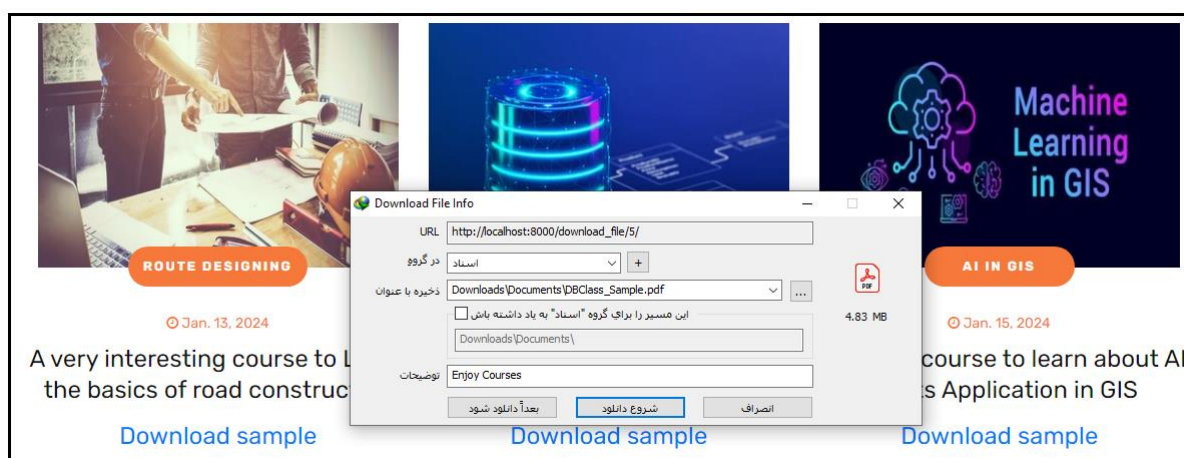 Machine
Learning
in GIS
Download File Info
URL
http://localhost:8000/download_file/5/
در گروه
اسناد
+
ذخیره با عنوان
Downloads\Documents\DBClass_Sample.pdf
...
PDF
4.83 MB
این مسیر را برای گروه "اسناد" به یاد داشته باش
Downloads\Documents\
توضیحات
Enjoy Courses
بعداً دانلود شود
شروع دانلود
انصراف
ROUTE DESIGNING
AI IN GIS
Jan. 13, 2024
Jan. 15, 2024
A very interesting course to L
the basics of road construc
course to learn about AI
s Application in GIS
Download sample
Download sample
Download sample